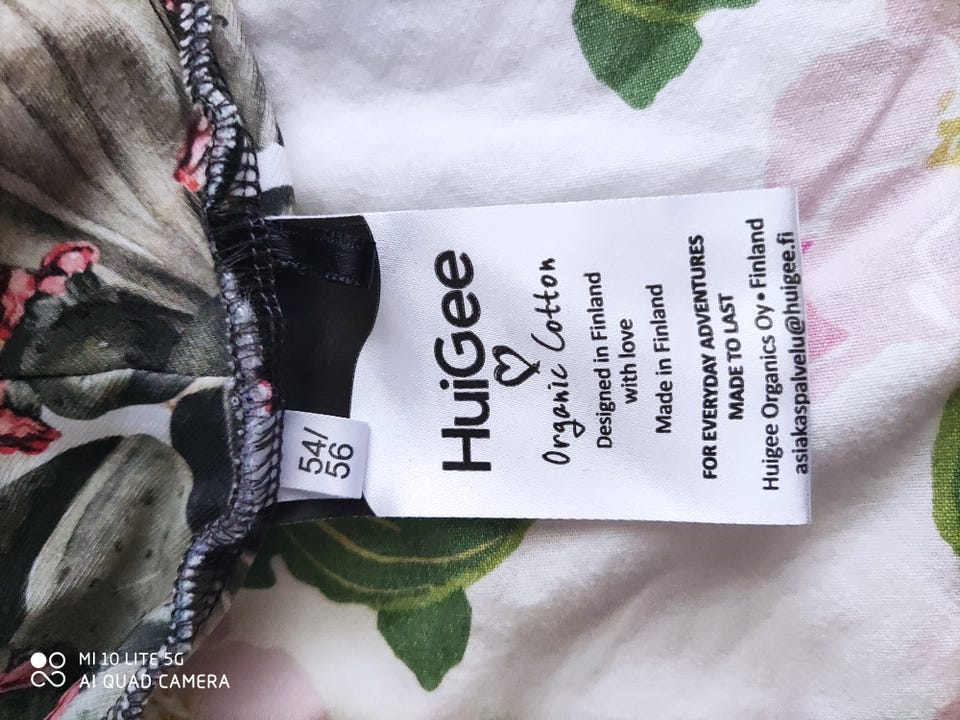 54/
56
HuiGee
Organic Cotton
Designed in Finland
with love
Made in Finland
FOR EVERYDAY ADVENTURES
MADE TO LAST
Huigee Organics Oy • Finland
asiakaspalvelu@huigee.fi
MI 10 LITE 5G
AI QUAD CAMERA